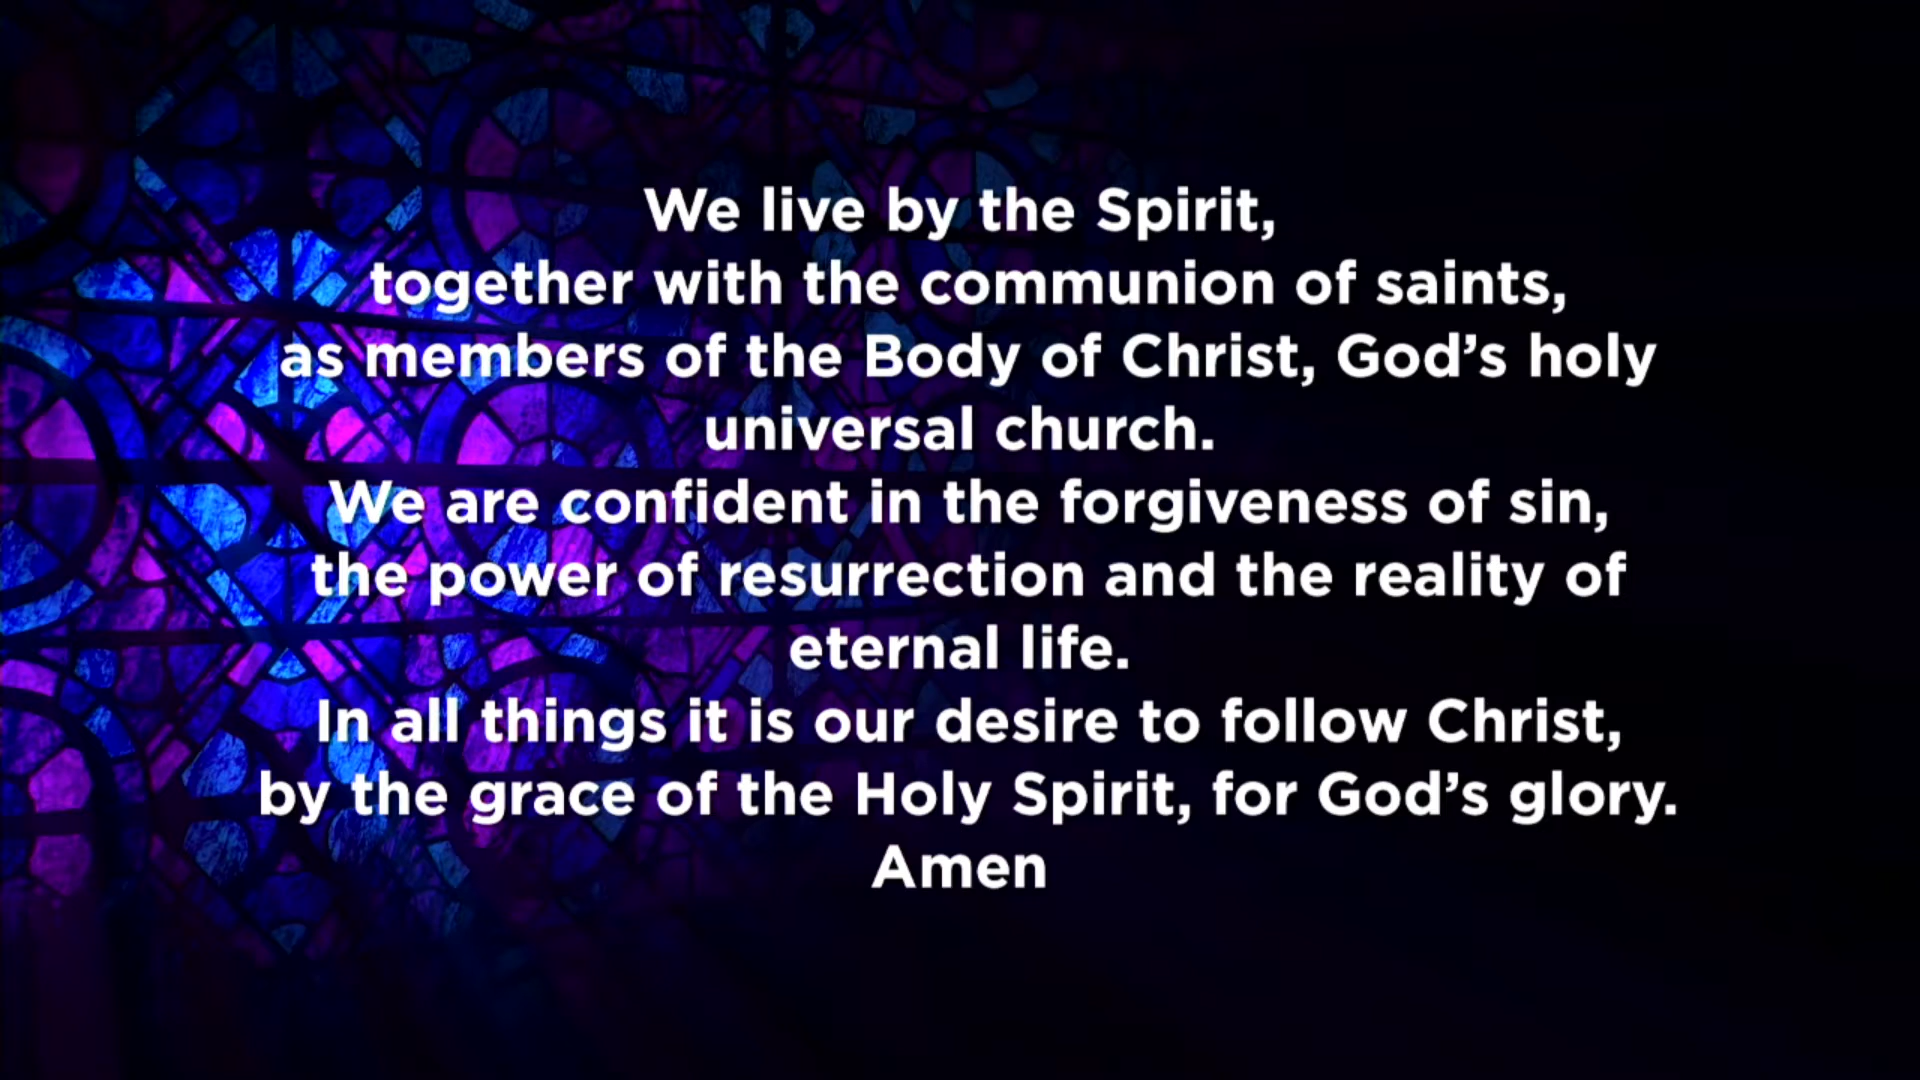 We live by the Spirit,
together with the communion of saints,
as members of the Body of Christ, God’s holy
universal church.
We are confident in the forgiveness of sin,
the power of resurrection and the reality of
eternal life.
In all things it is our desire to follow Christ,
by the grace of the Holy Spirit, for God’s glory.
Amen